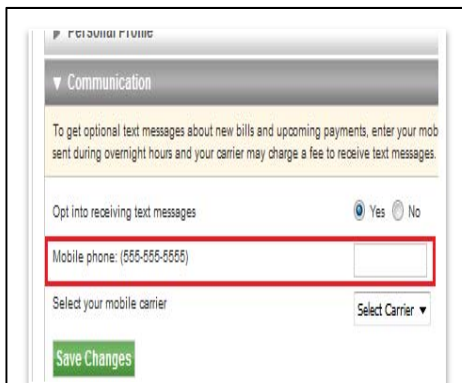 Personal Profile
▼ Communication
To get optional text messages about new bills and upcoming payments, enter your mob
sent during overnight hours and your carrier may charge a fee to receive text messages.
Opt into receiving text messages Yes No
Mobile phone: (555-555-5555)
Select your mobile carrier Select Carrier ▼
Save Changes